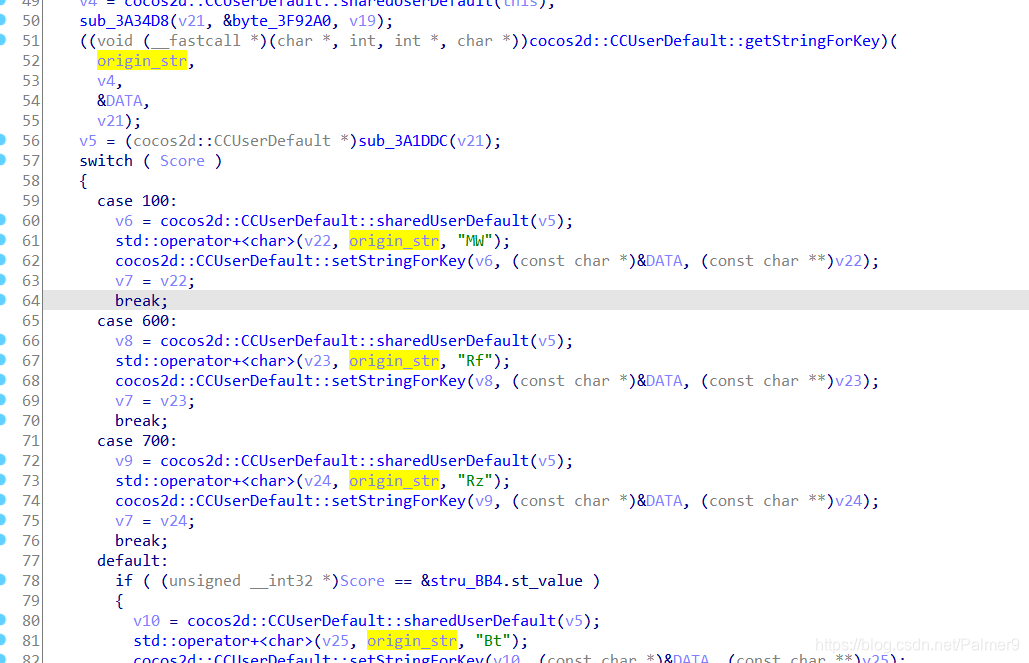 49 v4 = cocos2d::CCUserDefault::sharedUserDefault(this);
50 sub_3A34D8(v21, &byte_3F92A0, v19);
51 ((void (__fastcall *)(char *, int, int *, char *))cocos2d::CCUserDefault::getStringForKey)(
52 origin_str,
53 v4,
54 &DATA,
55 v21);
56 v5 = (cocos2d::CCUserDefault *)sub_3A1DDC(v21);
57 switch ( Score )
58 {
59 case 100:
60 v6 = cocos2d::CCUserDefault::sharedUserDefault(v5);
61 std::operator+<char>(v22, origin_str, "MW");
62 cocos2d::CCUserDefault::setStringForKey(v6, (const char *)&DATA, (const char **)v22);
63 v7 = v22;
64 break;
65 case 600:
66 v8 = cocos2d::CCUserDefault::sharedUserDefault(v5);
67 std::operator+<char>(v23, origin_str, "Rf");
68 cocos2d::CCUserDefault::setStringForKey(v8, (const char *)&DATA, (const char **)v23);
69 v7 = v23;
70 break;
71 case 700:
72 v9 = cocos2d::CCUserDefault::sharedUserDefault(v5);
73 std::operator+<char>(v24, origin_str, "Rz");
74 cocos2d::CCUserDefault::setStringForKey(v9, (const char *)&DATA, (const char **)v24);
75 v7 = v24;
76 break;
77 default:
78 if ( (unsigned __int32 *)Score == &stru_BB4.st_value )
79 {
80 v10 = cocos2d::CCUserDefault::sharedUserDefault(v5);
81 std::operator+<char>(v25, origin_str, "Bt");
82 cocos2d::CCUserDefault::setStringForKey(v10, (const char *)&DATA, (const char **)v25);
https://blog.csdn.net/Palmer9